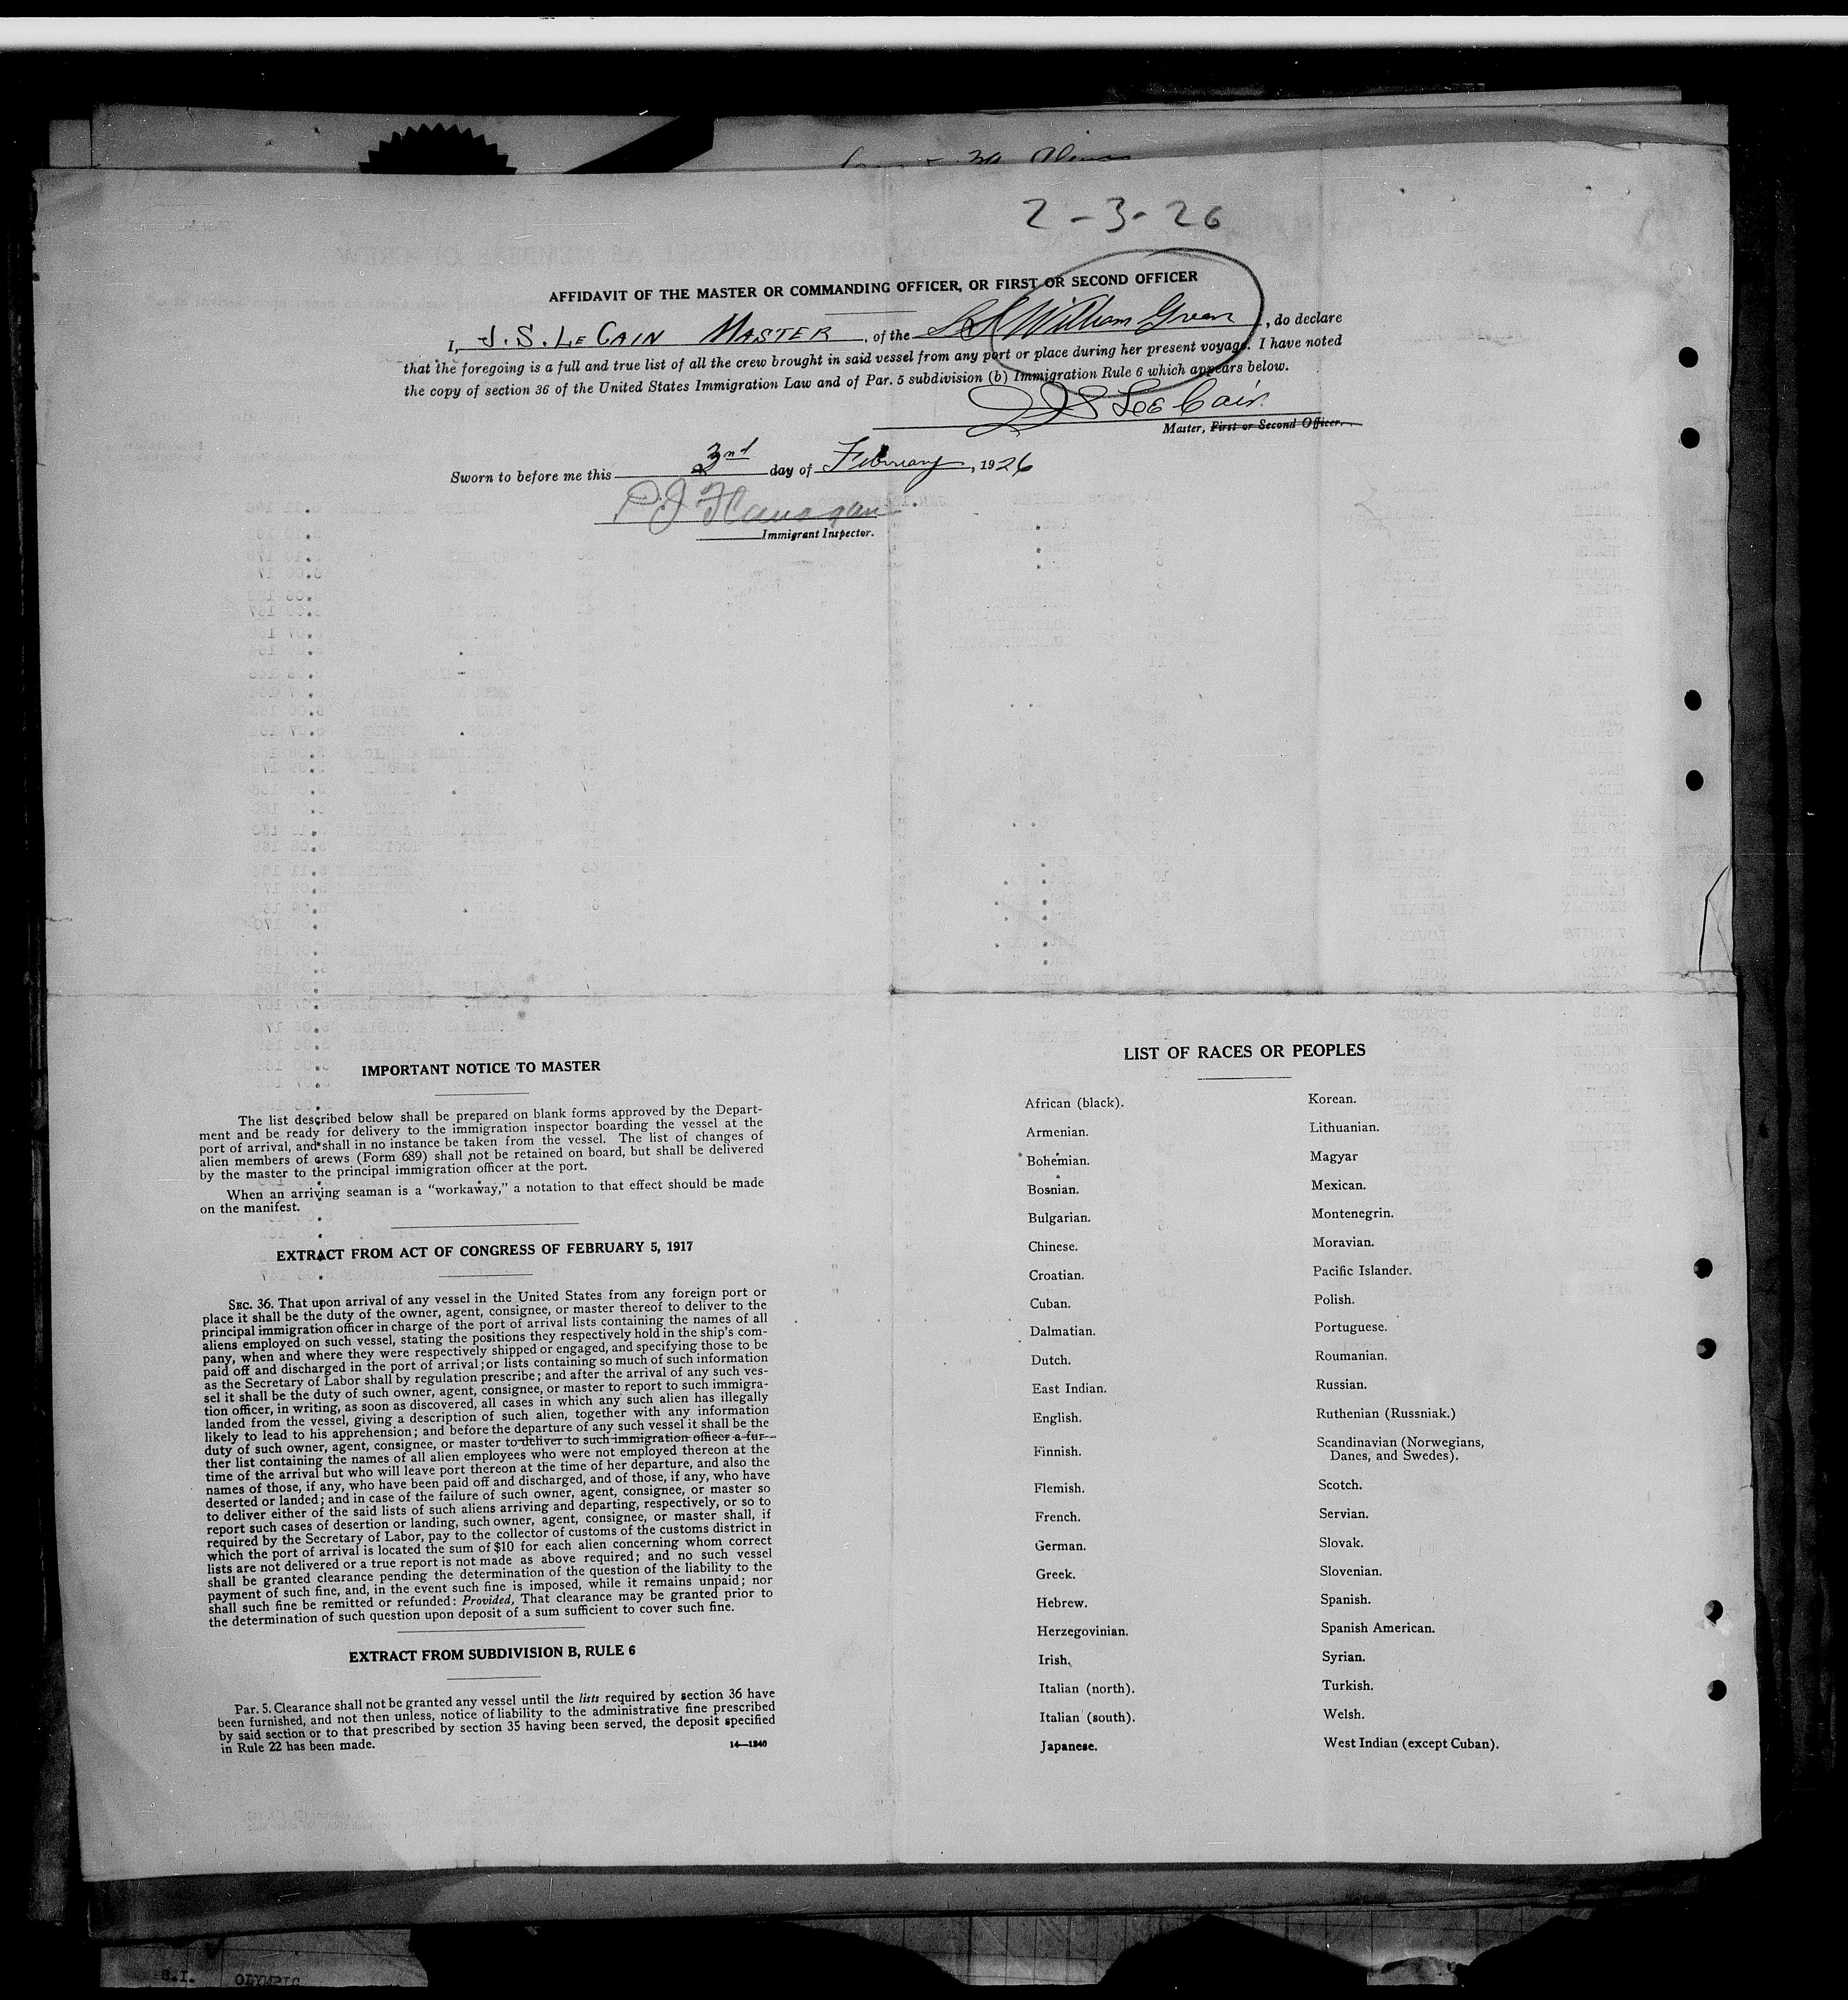 2-3-26
AFFIDAVIT OF THE MASTER OR COMMANDING OFFICER, OR FIRST OR SECOND OFFICER
I, J. S. LE CAIN MASTER, of the SS William Green, do declare
that the foregoing is a full and true list of all the crew brought in said vessel from any port or place during her present voyage. I have noted
the copy of section 36 of the United States Immigration Law and of Par. 5 subdivision (b) Immigration Rule 6 which appears below.
J S Lee Cain
Master, First or Second Officer.
Sworn to before me this 3nd day of February, 1926
P J Flanagan
Immigrant Inspector.
IMPORTANT NOTICE TO MASTER
The list described below shall be prepared on blank forms approved by the Depart-
ment and be ready for delivery to the immigration inspector boarding the vessel at the
port of arrival, and shall in no instance be taken from the vessel. The list of changes of
alien members of crews (Form 689) shall not be retained on board, but shall be delivered
by the master to the principal immigration officer at the port.
When an arriving seaman is a "workaway," a notation to that effect should be made
on the manifest.
EXTRACT FROM ACT OF CONGRESS OF FEBRUARY 5, 1917
SEC. 36. That upon arrival of any vessel in the United States from any foreign port or
place it shall be the duty of the owner, agent, consignee, or master thereof to deliver to the
principal immigration officer in charge of the port of arrival lists containing the names of all
aliens employed on such vessel, stating the positions they respectively hold in the ship's com-
pany, when and where they were respectively shipped or engaged, and specifying those to be
paid off and discharged in the port of arrival; or lists containing so much of such information
as the Secretary of Labor shall by regulation prescribe; and after the arrival of any such ves-
sel it shall be the duty of such owner, agent, consignee, or master to report to such immigra-
tion officer, in writing, as soon as discovered, all cases in which any such alien has illegally
landed from the vessel, giving a description of such alien, together with any information
likely to lead to his apprehension; and before the departure of any such vessel it shall be the
duty of such owner, agent, consignee, or master to deliver to such immigration officer a fur-
ther list containing the names of all alien employees who were not employed thereon at the
time of the arrival but who will leave port thereon at the time of her departure, and also the
names of those, if any, who have been paid off and discharged, and of those, if any, who have
deserted or landed; and in case of the failure of such owner, agent, consignee, or master so
to deliver either of the said lists of such aliens arriving and departing, respectively, or so to
report such cases of desertion or landing, such owner, agent, consignee, or master shall, if
required by the Secretary of Labor, pay to the collector of customs of the customs district in
which the port of arrival is located the sum of $10 for each alien concerning whom correct
lists are not delivered or a true report is not made as above required; and no such vessel
shall be granted clearance pending the determination of the question of the liability to the
payment of such fine, and, in the event such fine is imposed, while it remains unpaid; nor
shall such fine be remitted or refunded: Provided, That clearance may be granted prior to
the determination of such question upon deposit of a sum sufficient to cover such fine.
EXTRACT FROM SUBDIVISION B, RULE 6
Par. 5. Clearance shall not be granted any vessel until the lists required by section 36 have
been furnished, and not then unless, notice of liability to the administrative fine prescribed
by said section or to that prescribed by section 35 having been served, the deposit specified
in Rule 22 has been made.
14—1240
LIST OF RACES OR PEOPLES
African (black).
Armenian.
Bohemian.
Bosnian.
Bulgarian.
Chinese.
Croatian.
Cuban.
Dalmatian.
Dutch.
East Indian.
English.
Finnish.
Flemish.
French.
German.
Greek.
Hebrew.
Herzegovinian.
Irish.
Italian (north).
Italian (south).
Japanese.
Korean.
Lithuanian.
Magyar
Mexican.
Montenegrin.
Moravian.
Pacific Islander.
Polish.
Portuguese.
Roumanian.
Russian.
Ruthenian (Russniak.)
Scandinavian (Norwegians,
Danes, and Swedes).
Scotch.
Servian.
Slovak.
Slovenian.
Spanish.
Spanish American.
Syrian.
Turkish.
Welsh.
West Indian (except Cuban).
S.I. OLYMPIC